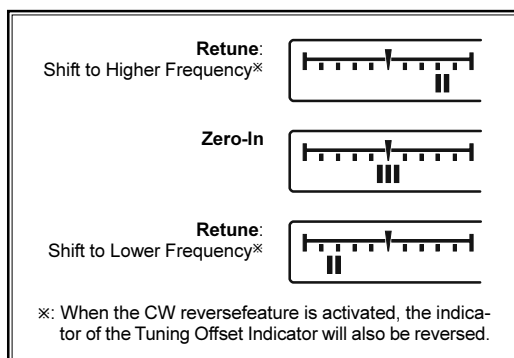 Retune:
Shift to Higher Frequency※
Zero-In
Retune:
Shift to Lower Frequency※
※: When the CW reversefeature is activated, the indica-
tor of the Tuning Offset Indicator will also be reversed.